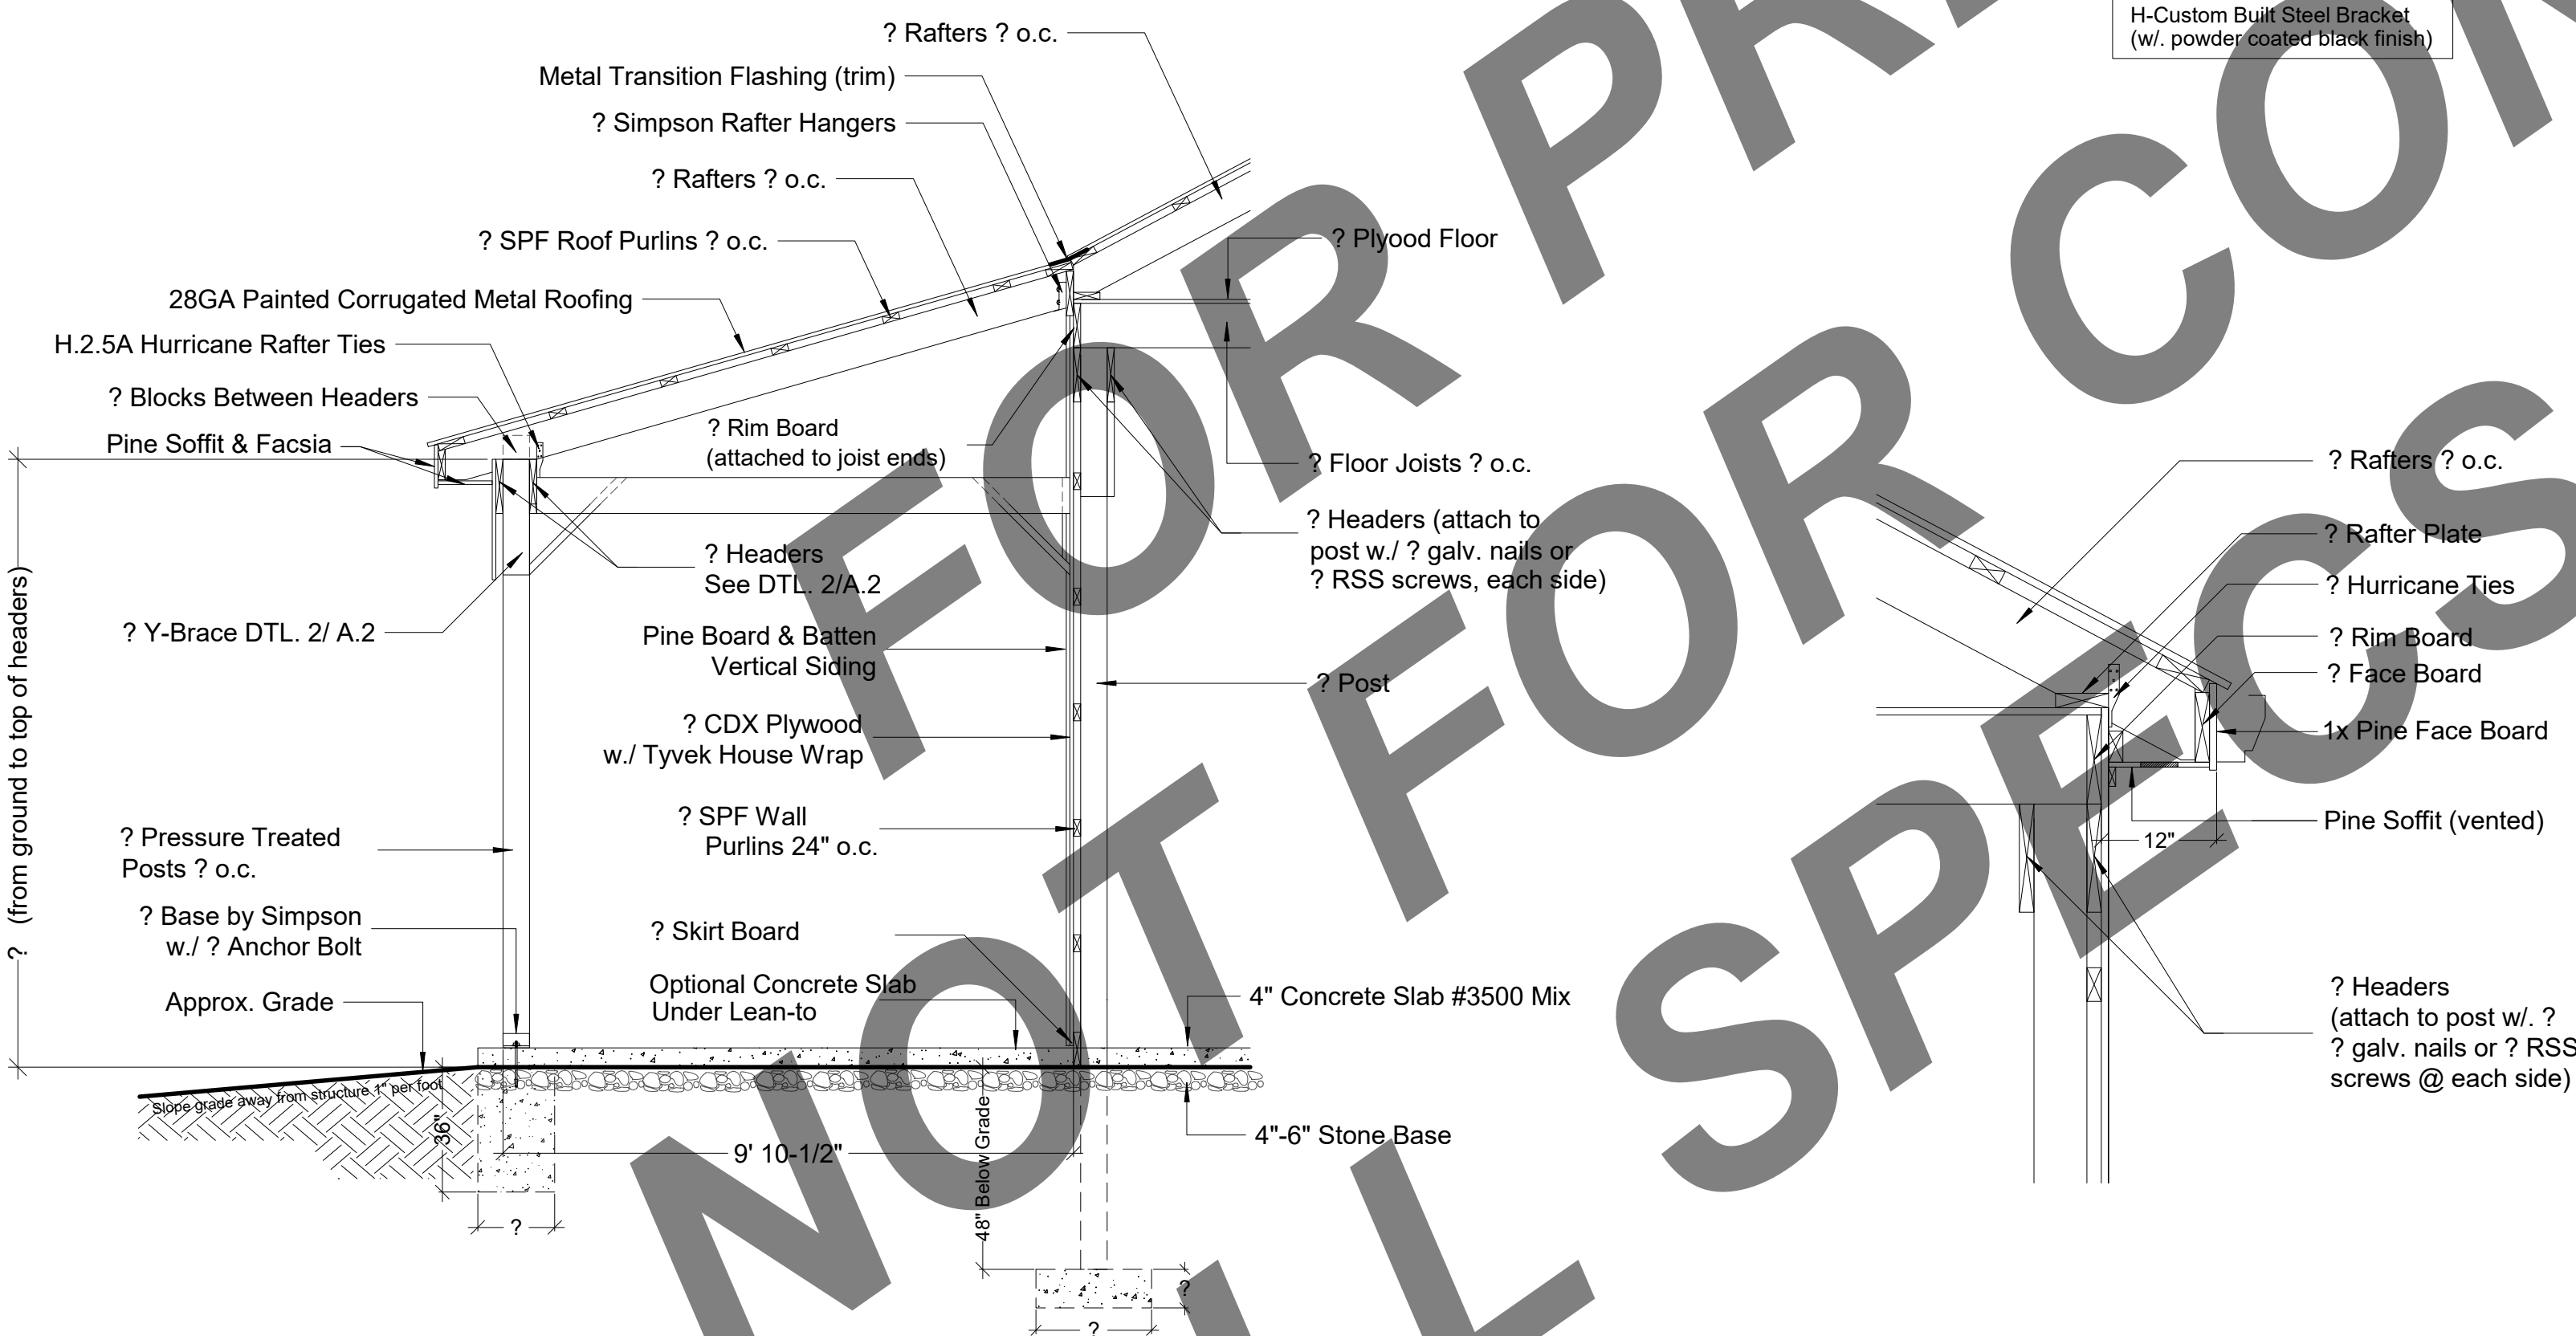 H-Custom Built Steel Bracket
(w/. powder coated black finish)
? Rafters ? o.c.
Metal Transition Flashing (trim)
? Simpson Rafter Hangers
? Rafters ? o.c.
? SPF Roof Purlins ? o.c.
28GA Painted Corrugated Metal Roofing
H.2.5A Hurricane Rafter Ties
? Blocks Between Headers
Pine Soffit & Facsia
? Rim Board
(attached to joist ends)
? Headers
See DTL. 2/A.2
? Y-Brace DTL. 2/ A.2
Pine Board & Batten
Vertical Siding
? CDX Plywood
w./ Tyvek House Wrap
? SPF Wall
Purlins 24" o.c.
? Pressure Treated
Posts ? o.c.
? Base by Simpson
w./ ? Anchor Bolt
? Skirt Board
Approx. Grade
Optional Concrete Slab
Under Lean-to
? (from ground to top of headers)
Slope grade away from structure 1" per foot
36"
?
9' 10-1/2"
48" Below Grade
?
?
? Plyood Floor
? Floor Joists ? o.c.
? Headers (attach to
post w./ ? galv. nails or
? RSS screws, each side)
? Post
4" Concrete Slab #3500 Mix
4"-6" Stone Base
? Rafters ? o.c.
? Rafter Plate
? Hurricane Ties
? Rim Board
? Face Board
1x Pine Face Board
Pine Soffit (vented)
12"
? Headers
(attach to post w/. ?
? galv. nails or ? RSS
screws @ each side)
FOR PR
NOT FOR CON
LL SPECS